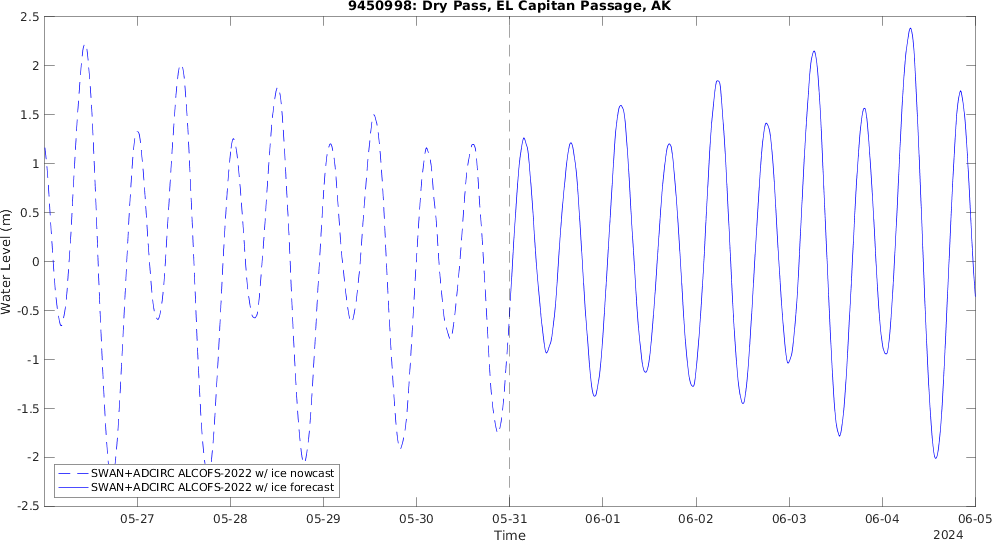 9450998: Dry Pass, EL Capitan Passage, AK
2.5
2
1.5
1
0.5
0
-0.5
-1
-1.5
-2
-2.5
Water Level (m)
SWAN+ADCIRC ALCOFS-2022 w/ ice nowcast
SWAN+ADCIRC ALCOFS-2022 w/ ice forecast
05-27 05-28 05-29 05-30 05-31 06-01 06-02 06-03 06-04 06-05
Time
2024